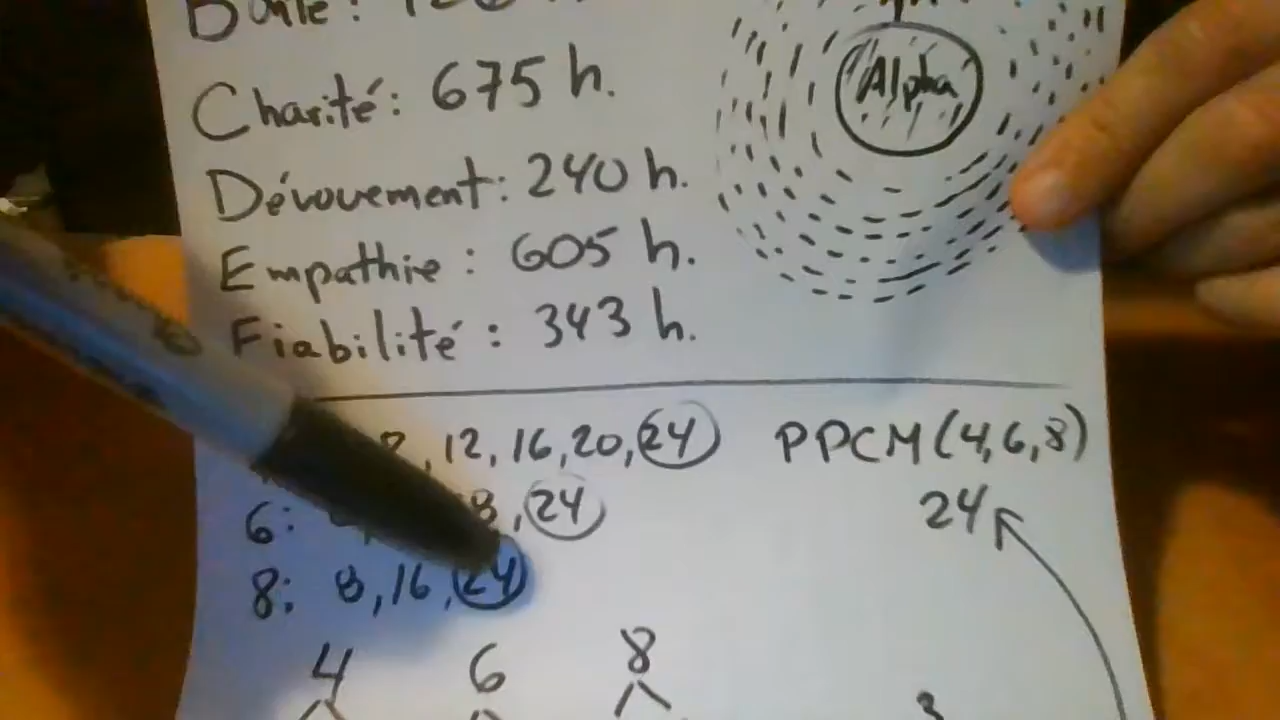 Charité: 675 h.
Alpha
Dévouement: 240 h.
Empathie: 605 h.
Fiabilité: 343 h.
12, 16, 20, 24
PPCM(4,6,8)
6: 24
24
8: 8, 16, 24
4 6 8
3